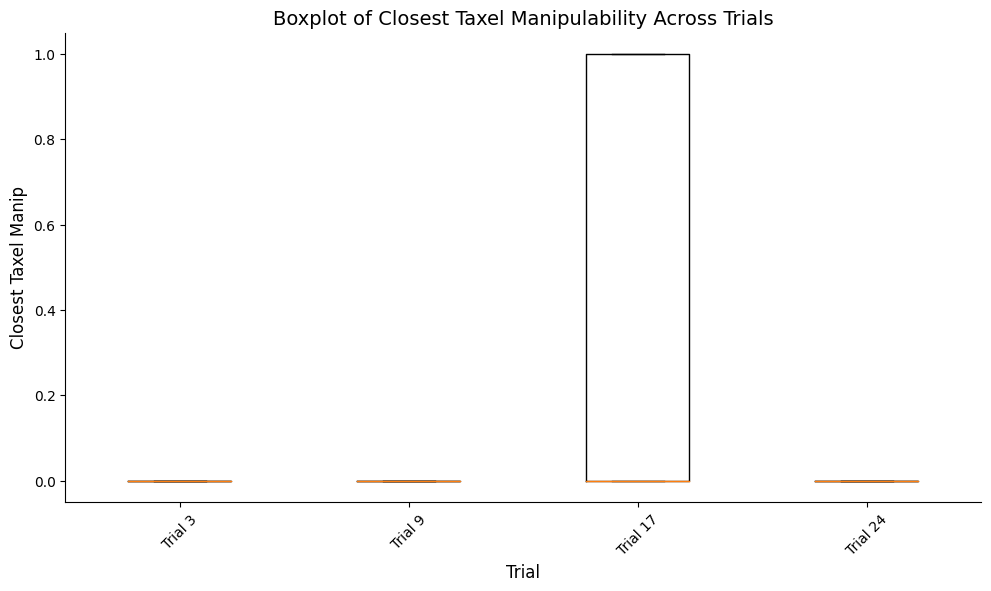 Boxplot of Closest Taxel Manipulability Across Trials
Closest Taxel Manip
1.0
0.8
0.6
0.4
0.2
0.0
Trial 3
Trial 9
Trial 17
Trial 24
Trial